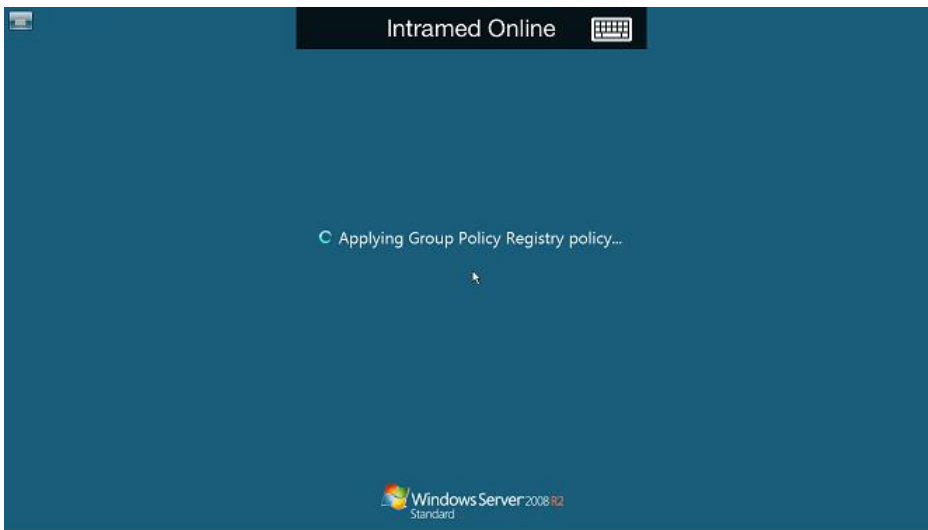 Intramed Online
Applying Group Policy Registry policy...
Windows Server 2008 R2
Standard